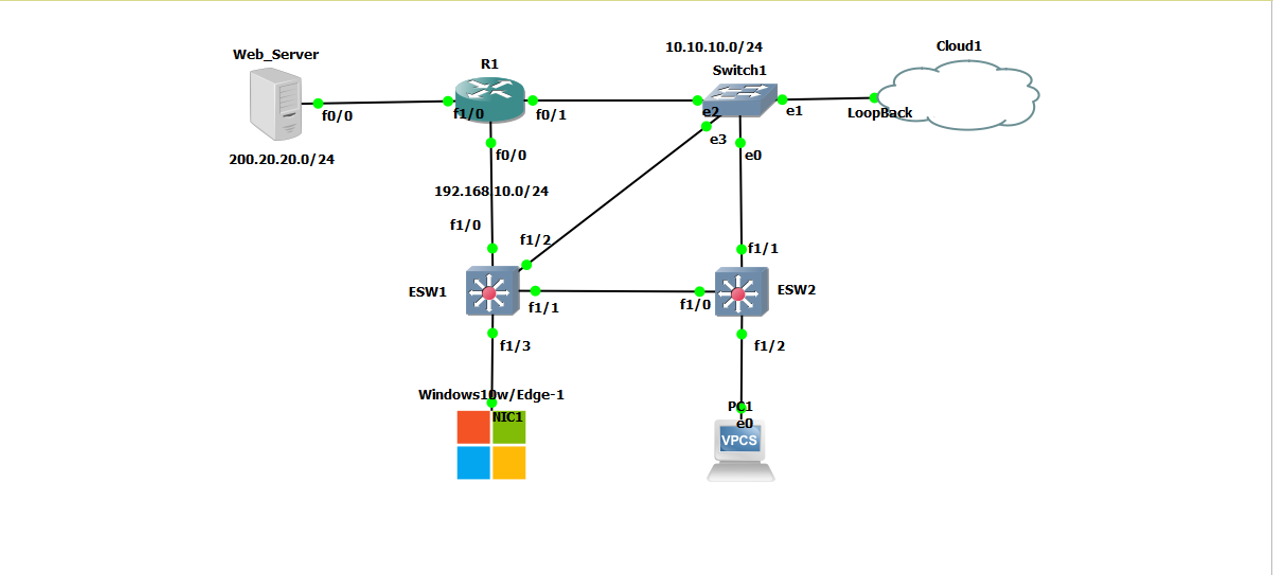 10.10.10.0/24
Cloud1
Web_Server
R1
Switch1
f0/0
f1/0
f0/1
e2
e1
LoopBack
e3
e0
200.20.20.0/24
f0/0
192.168.10.0/24
f1/0
f1/2
f1/1
ESW1
ESW2
f1/1
f1/0
f1/3
f1/2
Windows10w/Edge-1
NIC1
PC1
e0
VPCS